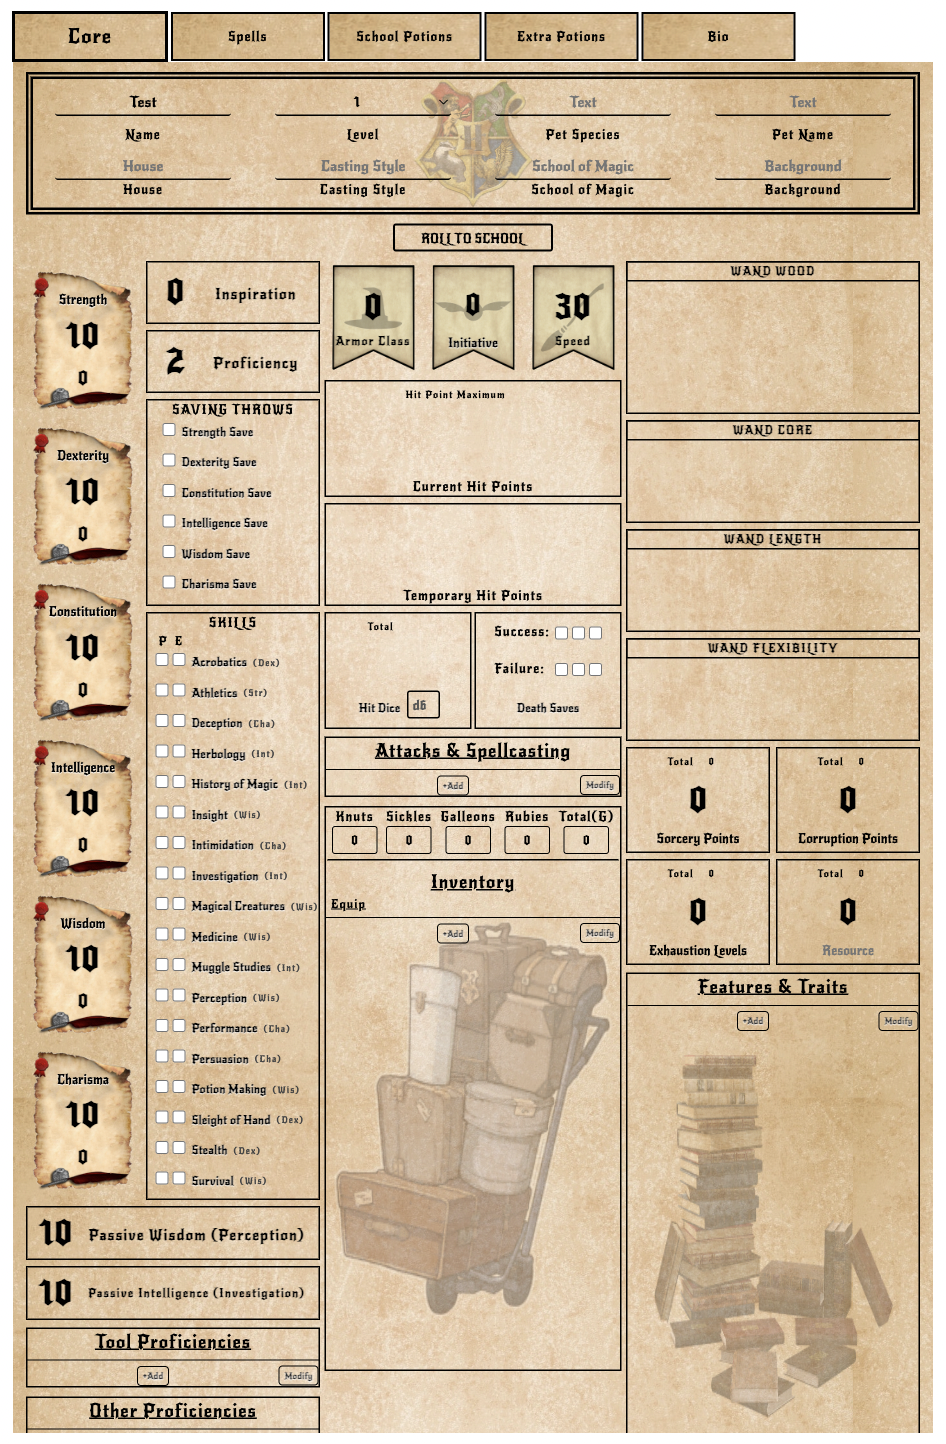 Core
Spells
School Potions
Extra Potions
Bio
Test
1
Text
Text
Name
Level
Pet Species
Pet Name
House
Casting Style
School of Magic
Background
House
Casting Style
School of Magic
Background
ROLL TO SCHOOL
Strength
10
0
Dexterity
10
0
Constitution
10
0
Intelligence
10
0
Wisdom
10
0
Charisma
10
0
0 Inspiration
2 Proficiency
SAVING THROWS
Strength Save
Dexterity Save
Constitution Save
Intelligence Save
Wisdom Save
Charisma Save
SKILLS
P E
Acrobatics (Dex)
Athletics (Str)
Deception (Cha)
Herbology (Int)
History of Magic (Int)
Insight (Wis)
Intimidation (Cha)
Investigation (Int)
Magical Creatures (Wis)
Medicine (Wis)
Muggle Studies (Int)
Perception (Wis)
Performance (Cha)
Persuasion (Cha)
Potion Making (Wis)
Sleight of Hand (Dex)
Stealth (Dex)
Survival (Wis)
10 Passive Wisdom (Perception)
10 Passive Intelligence (Investigation)
Tool Proficiencies
+Add
Modify
Other Proficiencies
0
Armor Class
0
Initiative
30
Speed
Hit Point Maximum
Current Hit Points
Temporary Hit Points
Total
Hit Dice d6
Success:
Failure:
Death Saves
Attacks & Spellcasting
+Add
Modify
Knuts Sickles Galleons Rubies Total(G)
0 0 0 0 0
Inventory
Equip
+Add
Modify
WAND WOOD
WAND CORE
WAND LENGTH
WAND FLEXIBILITY
Total 0
0
Sorcery Points
Total 0
0
Corruption Points
Total 0
0
Exhaustion Levels
Total 0
0
Resource
Features & Traits
+Add
Modify